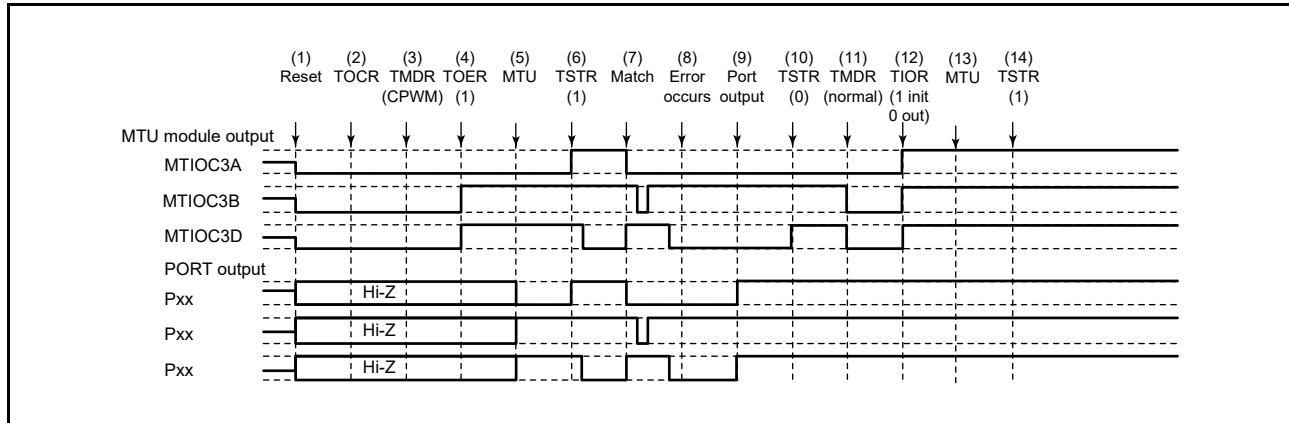 (1) (2) (3) (4) (5) (6) (7) (8) (9) (10) (11) (12) (13) (14)
Reset TOCR TMDR TOER MTU TSTR Match Error Port TSTR TMDR TIOR MTU TSTR
(CPWM) (1) (1) occurs output (0) (normal) (1 init (1)
0 out)
MTU module output
MTIOC3A
MTIOC3B
MTIOC3D
PORT output
Pxx Hi-Z
Pxx Hi-Z
Pxx Hi-Z